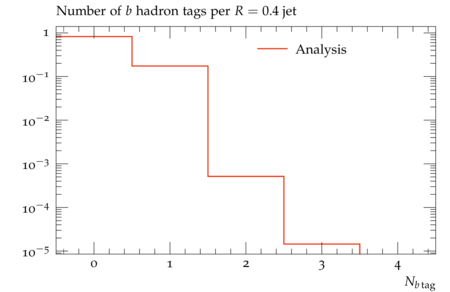 Number of b hadron tags per R = 0.4 jet
1
Analysis
10⁻¹
10⁻²
10⁻³
10⁻⁴
10⁻⁵
0 1 2 3 4
N_{b tag}